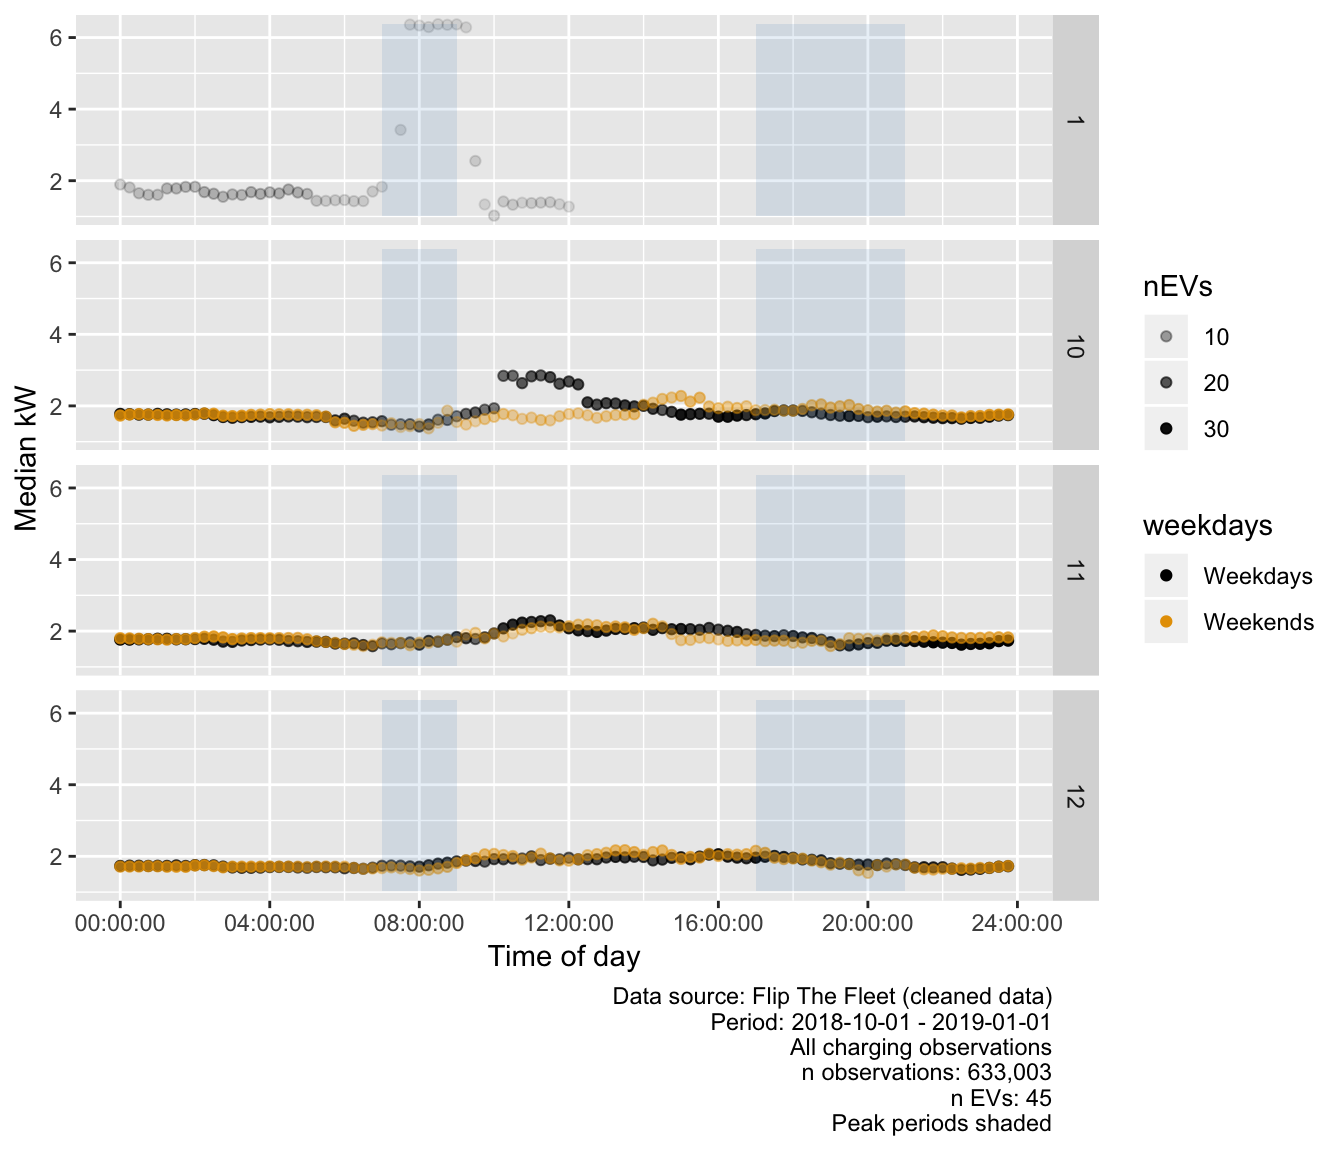 6
4
2
1
6
4
2
10
6
4
2
11
6
4
2
12
Median kW
00:00:00 04:00:00 08:00:00 12:00:00 16:00:00 20:00:00 24:00:00
Time of day
nEVs
10
20
30
weekdays
Weekdays
Weekends
Data source: Flip The Fleet (cleaned data)
Period: 2018-10-01 - 2019-01-01
All charging observations
n observations: 633,003
n EVs: 45
Peak periods shaded